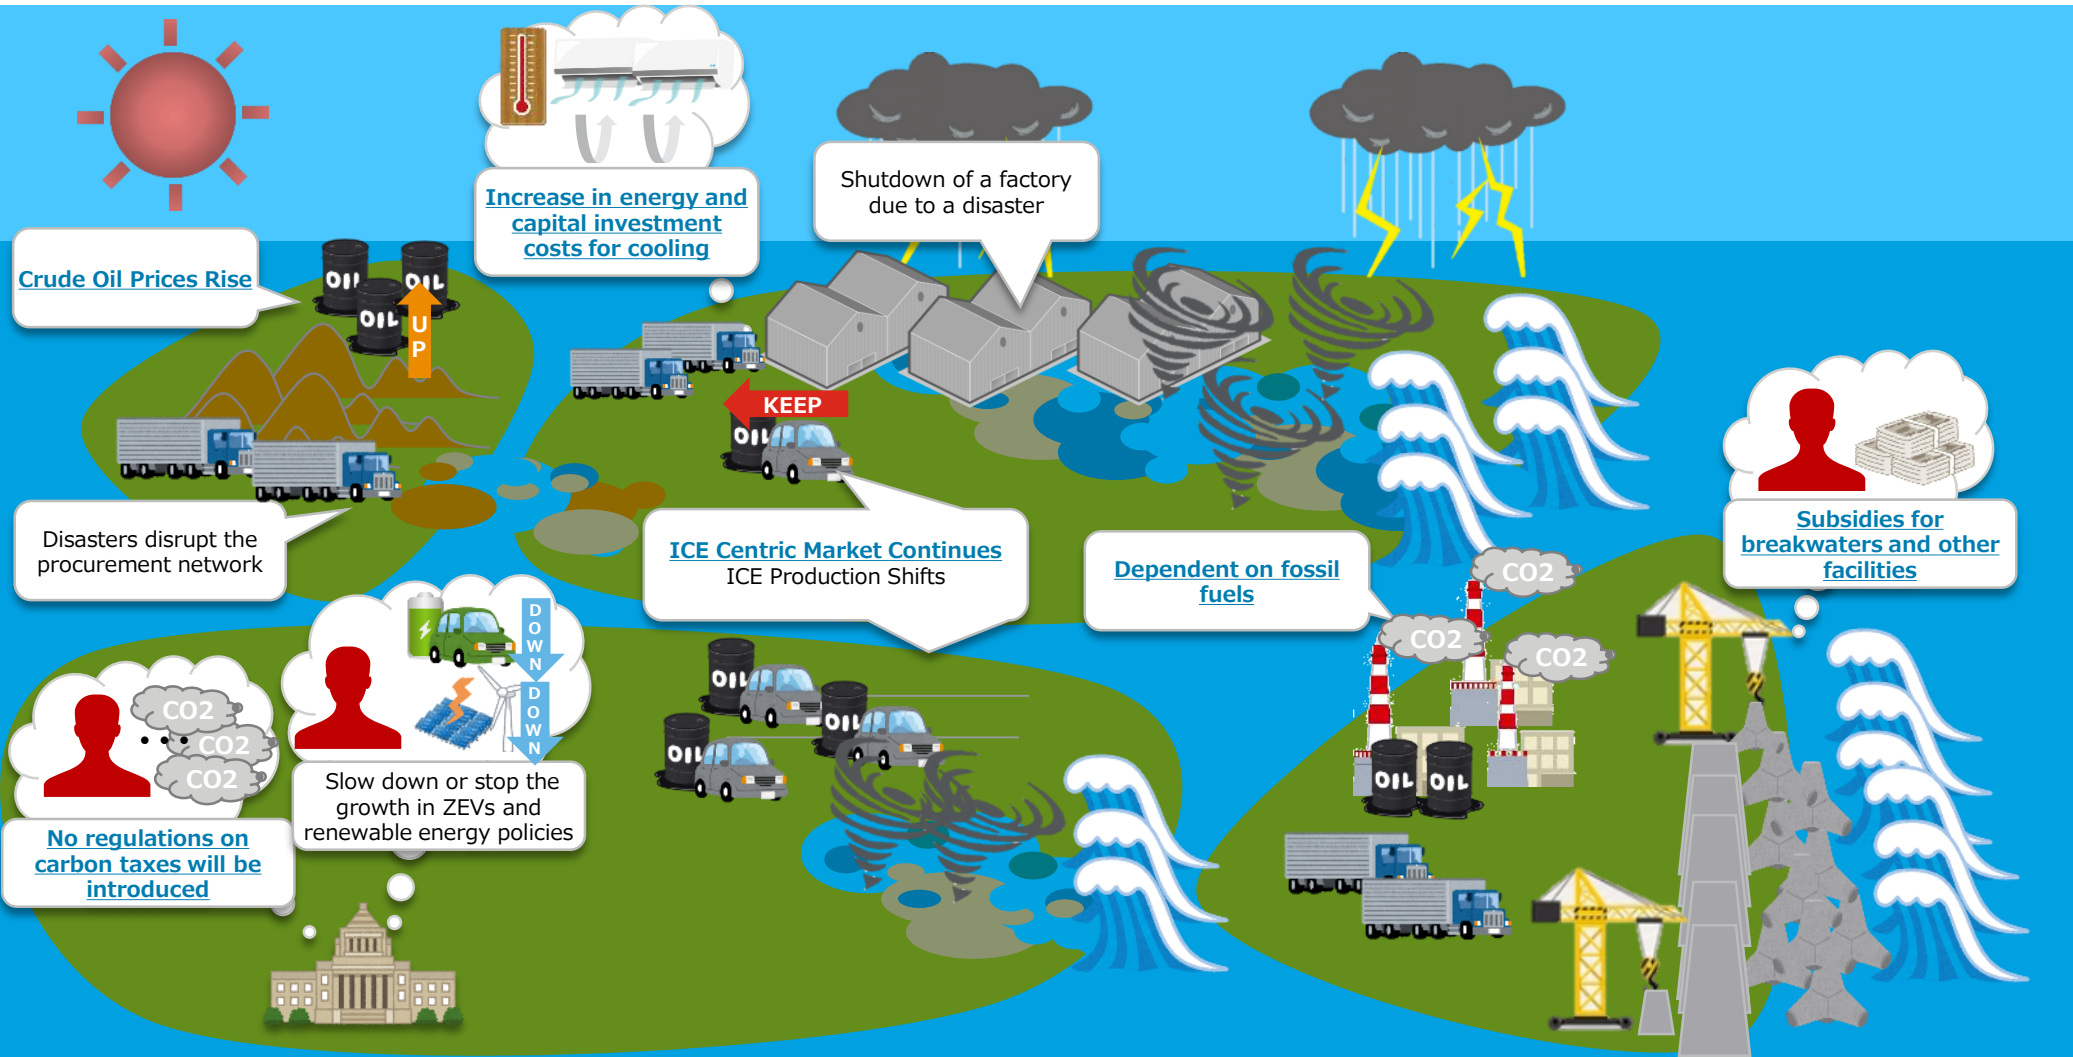 Increase in energy and
capital investment
costs for cooling
Shutdown of a factory
due to a disaster
Crude Oil Prices Rise
OIL
OIL
OIL
UP
KEEP
OIL
Disasters disrupt the
procurement network
ICE Centric Market Continues
ICE Production Shifts
Dependent on fossil
fuels
Subsidies for
breakwaters and other
facilities
CO2
CO2
CO2
OIL
OIL
DOWN
DOWN
CO2
...
CO2
CO2
Slow down or stop the
growth in ZEVs and
renewable energy policies
No regulations on
carbon taxes will be
introduced
OIL
OIL
OIL